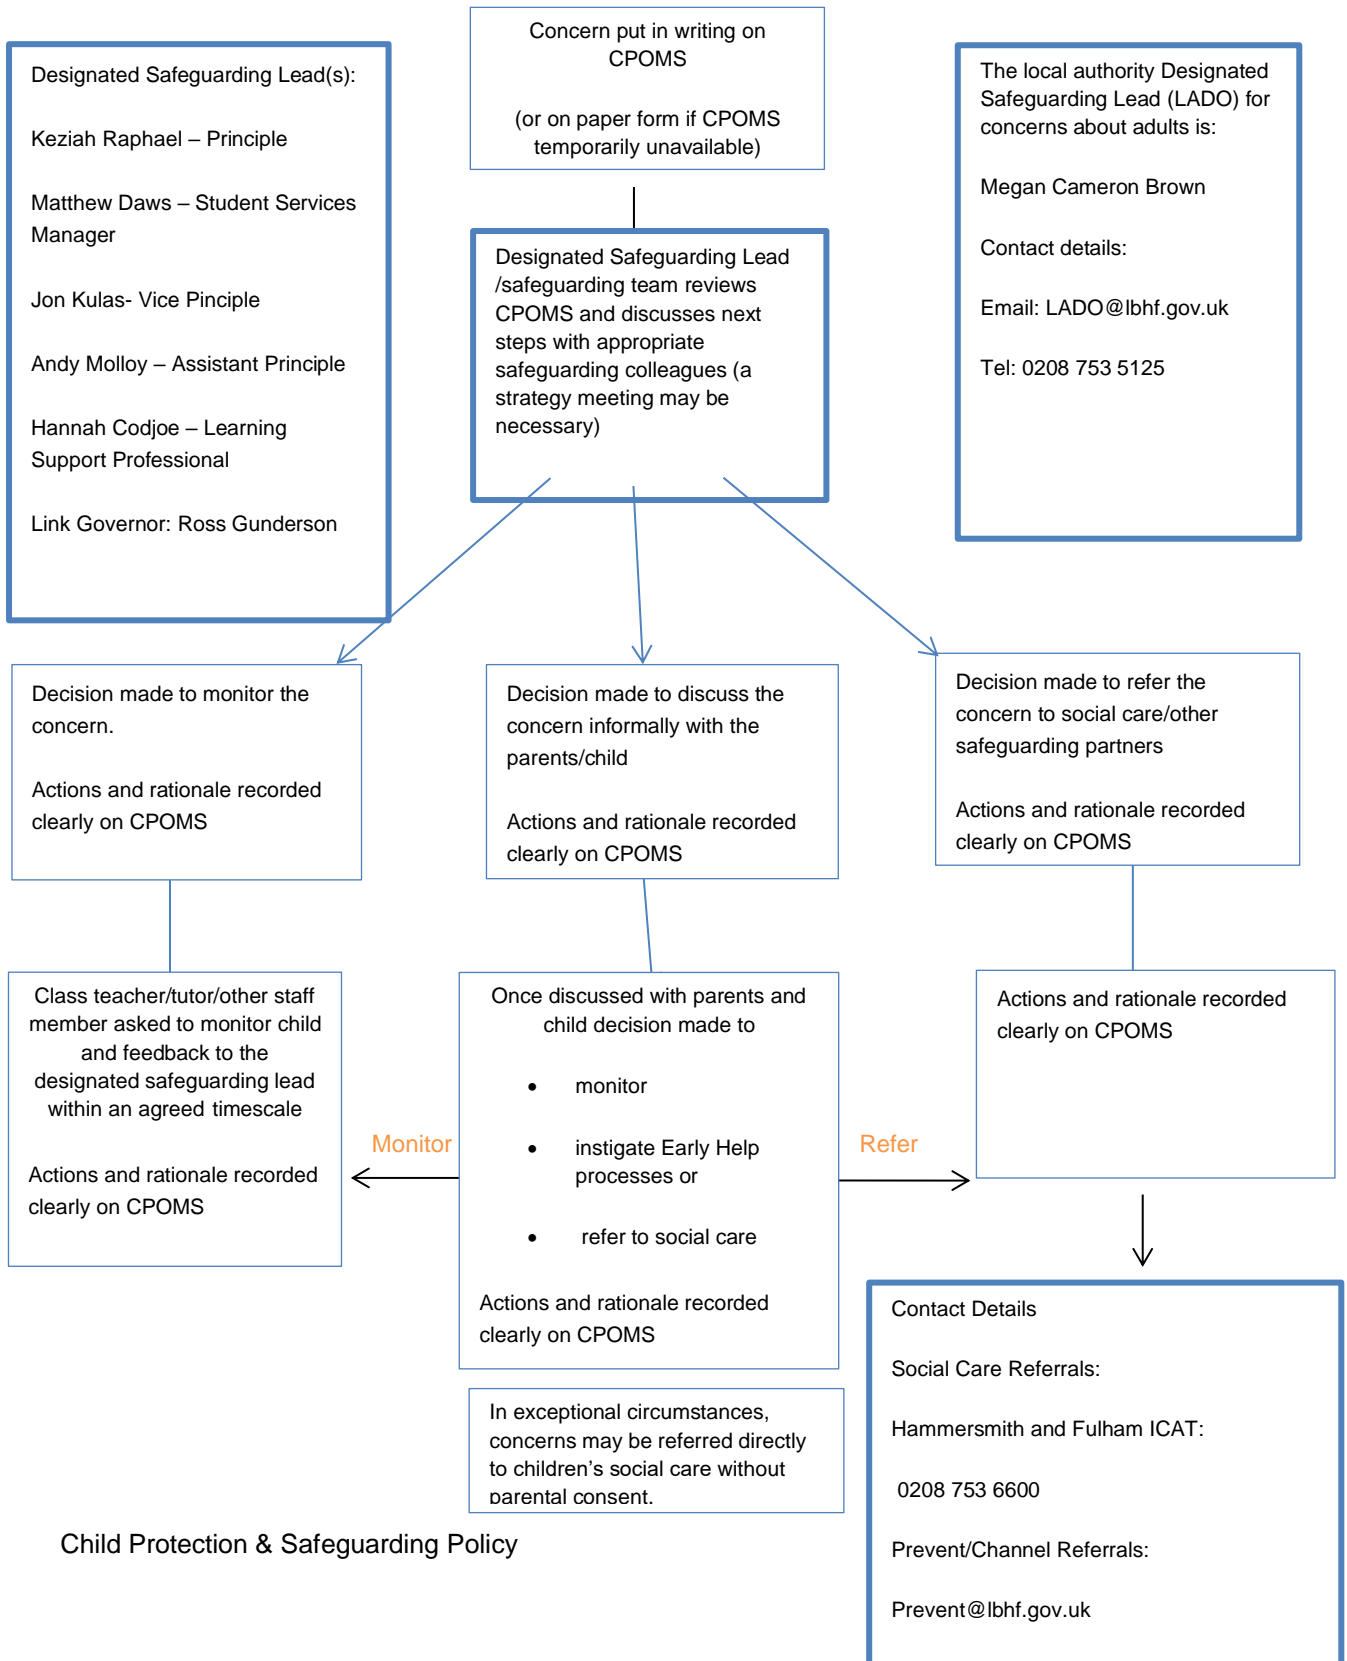 Concern put in writing on
CPOMS
(or on paper form if CPOMS
temporarily unavailable)
Designated Safeguarding Lead(s):
Keziah Raphael – Principle
Matthew Daws – Student Services
Manager
Jon Kulas- Vice Pinciple
Andy Molloy – Assistant Principle
Hannah Codjoe – Learning
Support Professional
Link Governor: Ross Gunderson
The local authority Designated
Safeguarding Lead (LADO) for
concerns about adults is:
Megan Cameron Brown
Contact details:
Email: LADO@lbhf.gov.uk
Tel: 0208 753 5125
Designated Safeguarding Lead
/safeguarding team reviews
CPOMS and discusses next
steps with appropriate
safeguarding colleagues (a
strategy meeting may be
necessary)
Decision made to monitor the
concern.
Actions and rationale recorded
clearly on CPOMS
Decision made to discuss the
concern informally with the
parents/child
Actions and rationale recorded
clearly on CPOMS
Decision made to refer the
concern to social care/other
safeguarding partners
Actions and rationale recorded
clearly on CPOMS
Class teacher/tutor/other staff
member asked to monitor child
and feedback to the
designated safeguarding lead
within an agreed timescale
Actions and rationale recorded
clearly on CPOMS
Monitor
Once discussed with parents and
child decision made to
• monitor
• instigate Early Help
processes or
• refer to social care
Actions and rationale recorded
clearly on CPOMS
Refer
Actions and rationale recorded
clearly on CPOMS
In exceptional circumstances,
concerns may be referred directly
to children’s social care without
parental consent.
Contact Details
Social Care Referrals:
Hammersmith and Fulham ICAT:
0208 753 6600
Prevent/Channel Referrals:
Prevent@lbhf.gov.uk
Child Protection & Safeguarding Policy